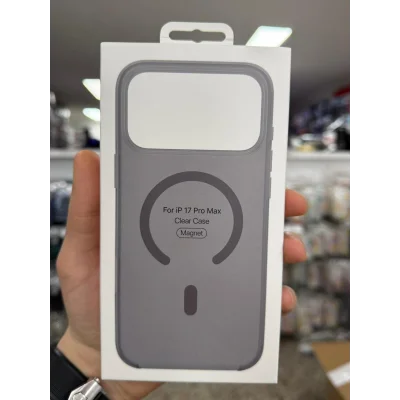 For iP 17 Pro Max
Clear Case
Magnet